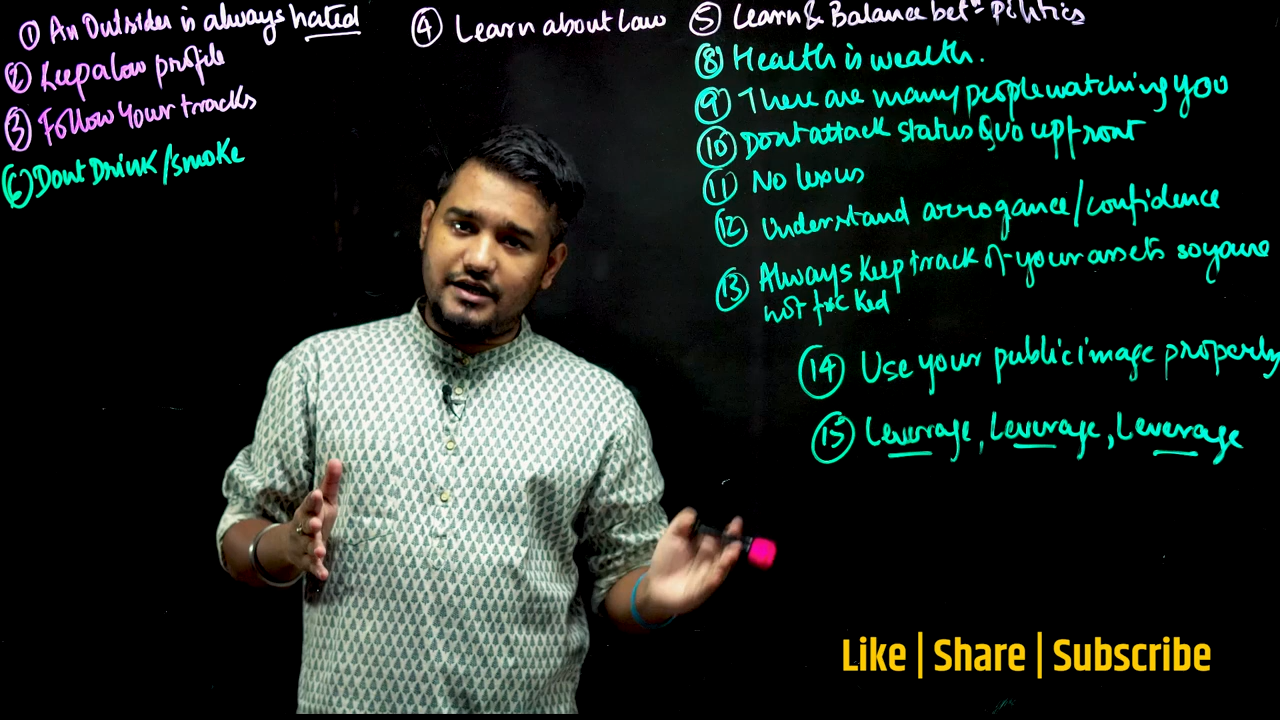 ① An Outsider is always hated
② Keep a low profile
③ Follow Your tracks
⑥ Dont Drink/smoke
④ Learn about Law
⑤ Learn & Balance betⁿ Politics
⑧ Health is wealth.
⑨ There are many people watching you
⑩ Dont attack status Quo upfront
⑪ No lexus
⑫ Understand arrogance/confidence
⑬ Always keep track of your assets so you are
not fucked
⑭ Use your public image properly
⑮ Leverage, Leverage, Leverage
Like | Share | Subscribe